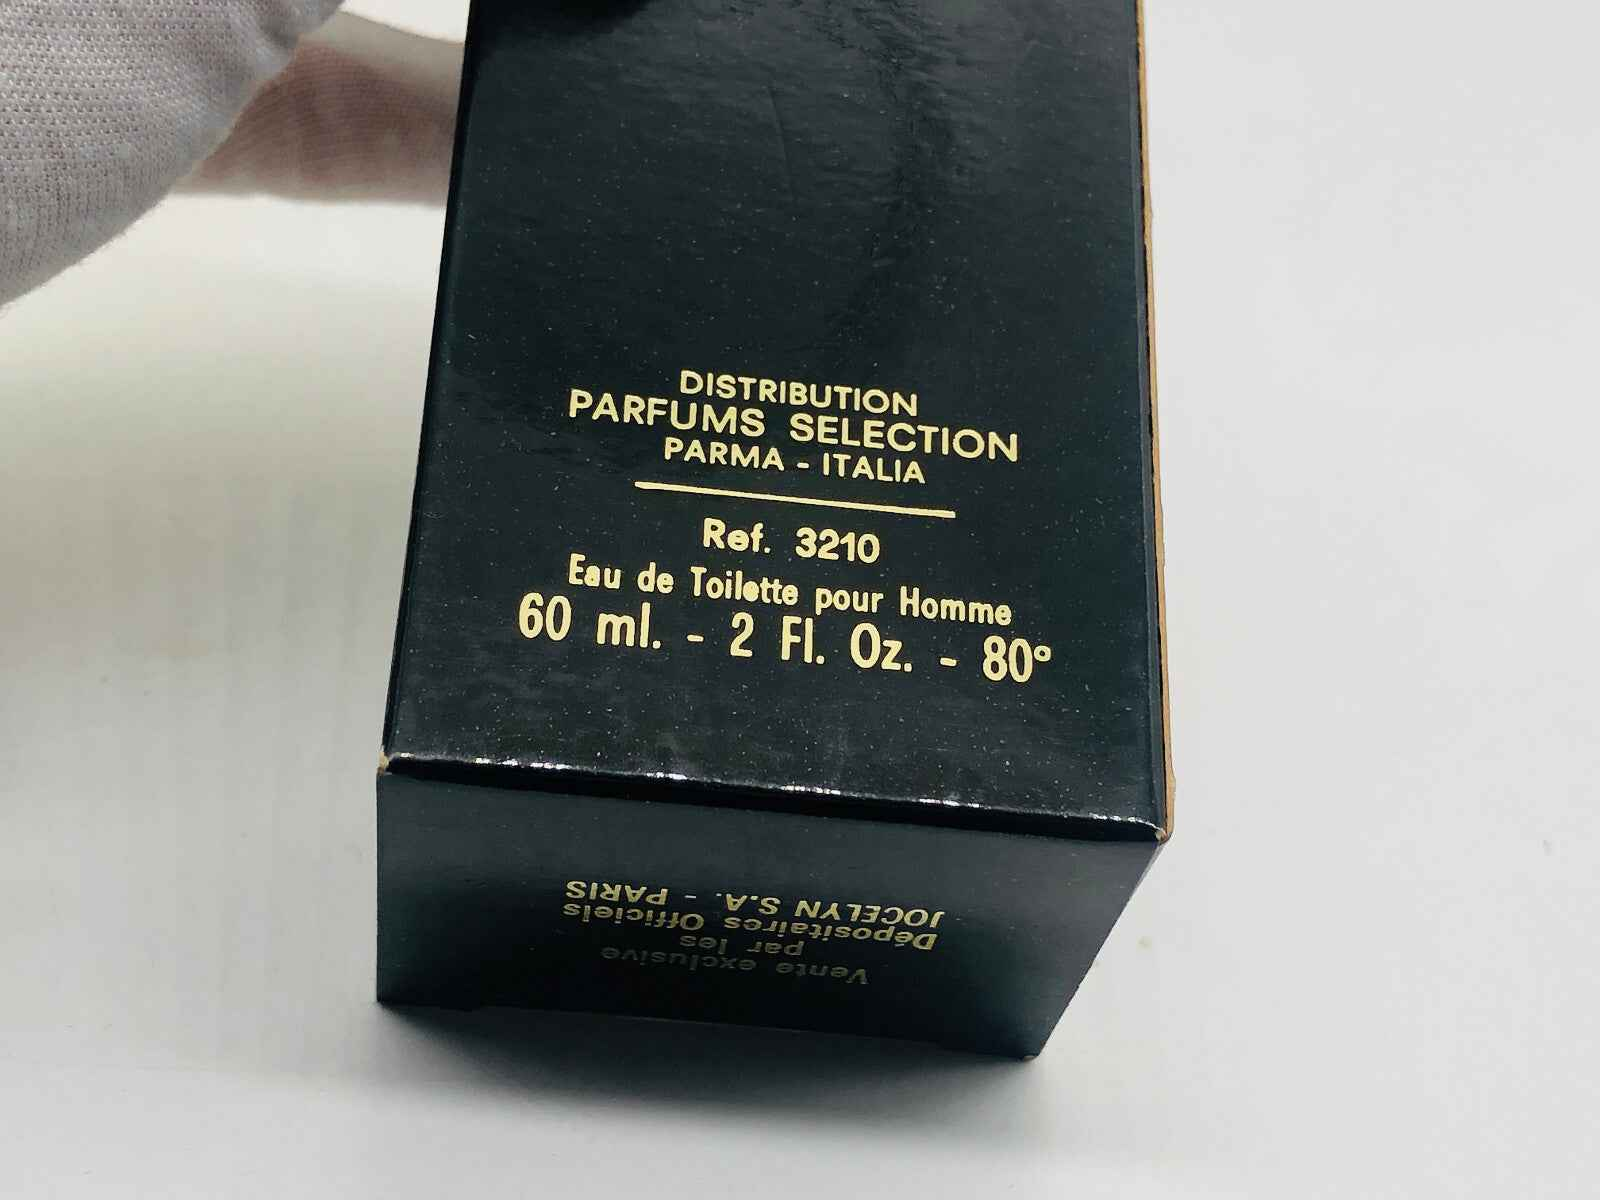 DISTRIBUTION
PARFUMS SELECTION
PARMA - ITALIA
Ref. 3210
Eau de Toilette pour Homme
60 ml. - 2 Fl. Oz. - 80°
Vente exclusive
par les
Dépositaires Officiels
JOCELYN S.A. - PARIS